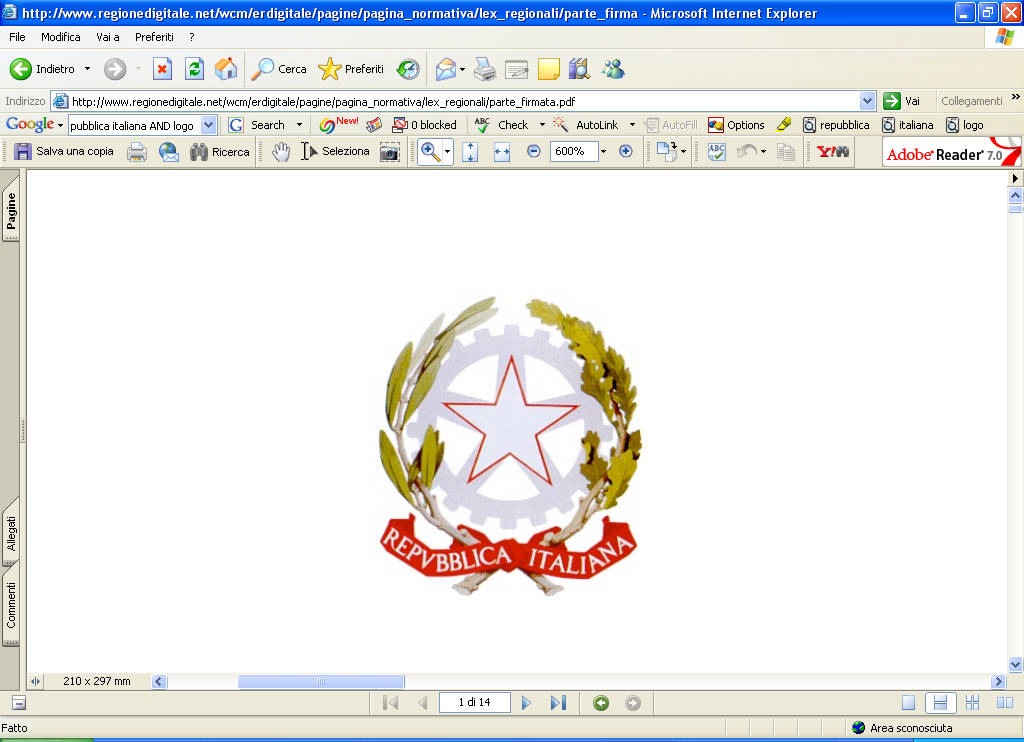 http://www.regionedigitale.net/wcm/erdigitale/pagine/pagina_normativa/lex_regionali/parte_firma - Microsoft Internet Explorer
File Modifica Vai a Preferiti ?
Indietro Cerca Preferiti
Indirizzo http://www.regionedigitale.net/wcm/erdigitale/pagine/pagina_normativa/lex_regionali/parte_firmata.pdf Vai Collegamenti »
Google pubblica italiana AND logo G Search New! 0 blocked ABC Check AutoLink AutoFill Options repubblica italiana logo
Salva una copia Ricerca Seleziona 600% ABC Y! Adobe Reader 7.0
Pagine
REPVBBLICA ITALIANA
Allegati
Commenti
210 x 297 mm
1 di 14
Fatto Area sconosciuta